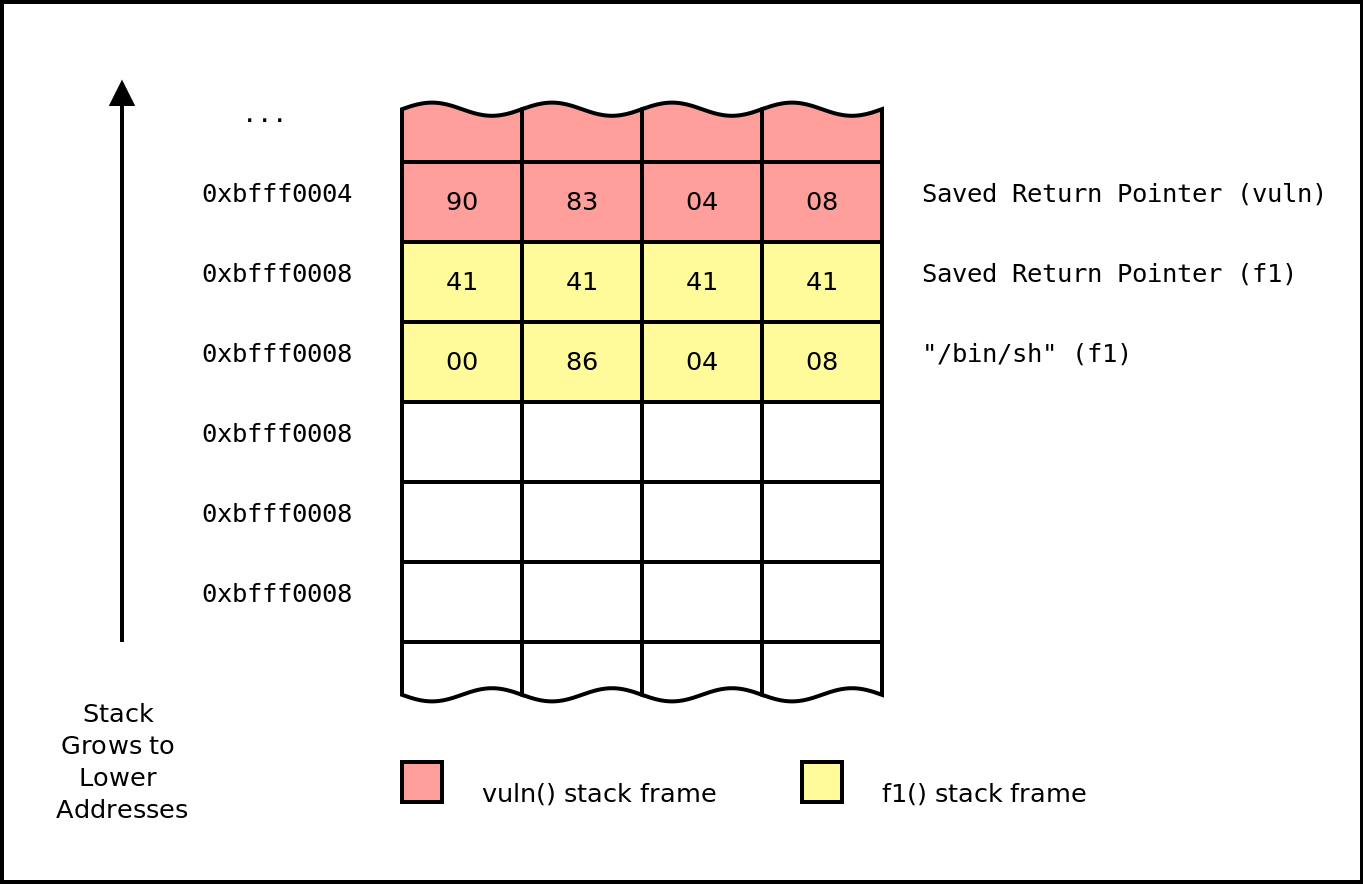 ...
0xbfff0004 90 83 04 08 Saved Return Pointer (vuln)
0xbfff0008 41 41 41 41 Saved Return Pointer (f1)
0xbfff0008 00 86 04 08 "/bin/sh" (f1)
0xbfff0008
0xbfff0008
0xbfff0008
Stack
Grows to
Lower
Addresses
vuln() stack frame f1() stack frame